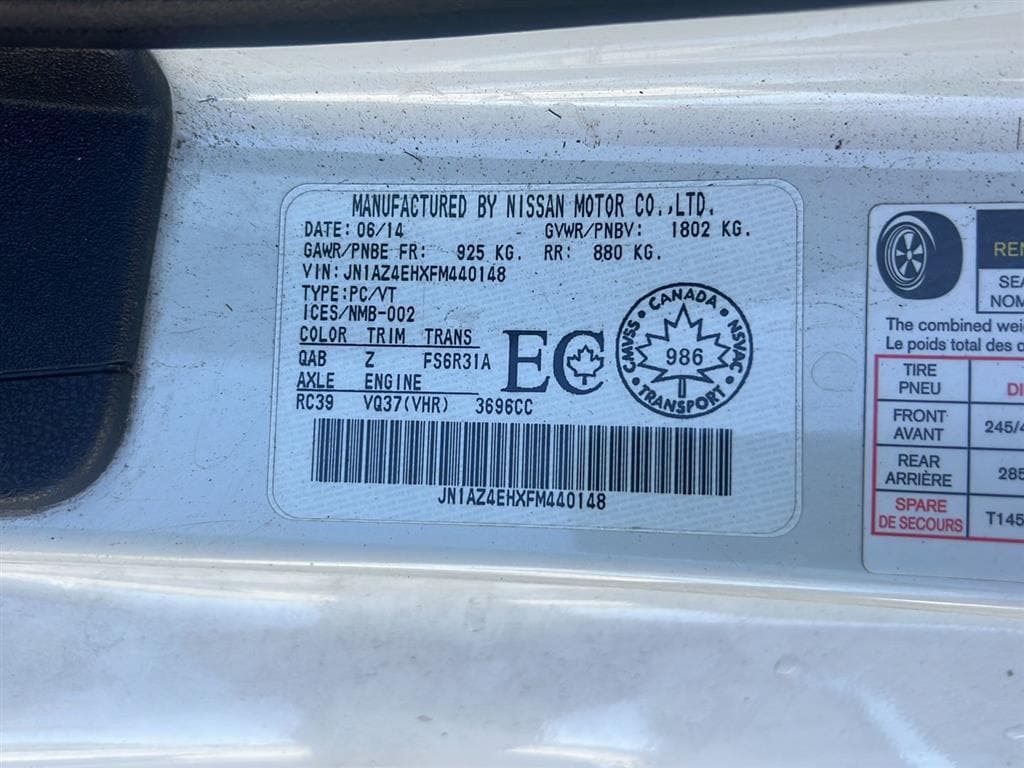 MANUFACTURED BY NISSAN MOTOR CO.,LTD.
DATE: 06/14 GVWR/PNBV: 1802 KG.
GAWR/PNBE FR: 925 KG. RR: 880 KG.
VIN: JN1AZ4EHXFM440148
TYPE:PC/VT
ICES/NMB-002
COLOR TRIM TRANS
QAB Z FS6R31A
AXLE ENGINE
RC39 VQ37(VHR) 3696CC
EC
CANADA
CMVSS 986 NSVAC
TRANSPORT
JN1AZ4EHXFM440148
The combined wei
Le poids total des
TIRE
PNEU
FRONT
AVANT
245/4
REAR
ARRIÈRE
285
SPARE
DE SECOURS
T145